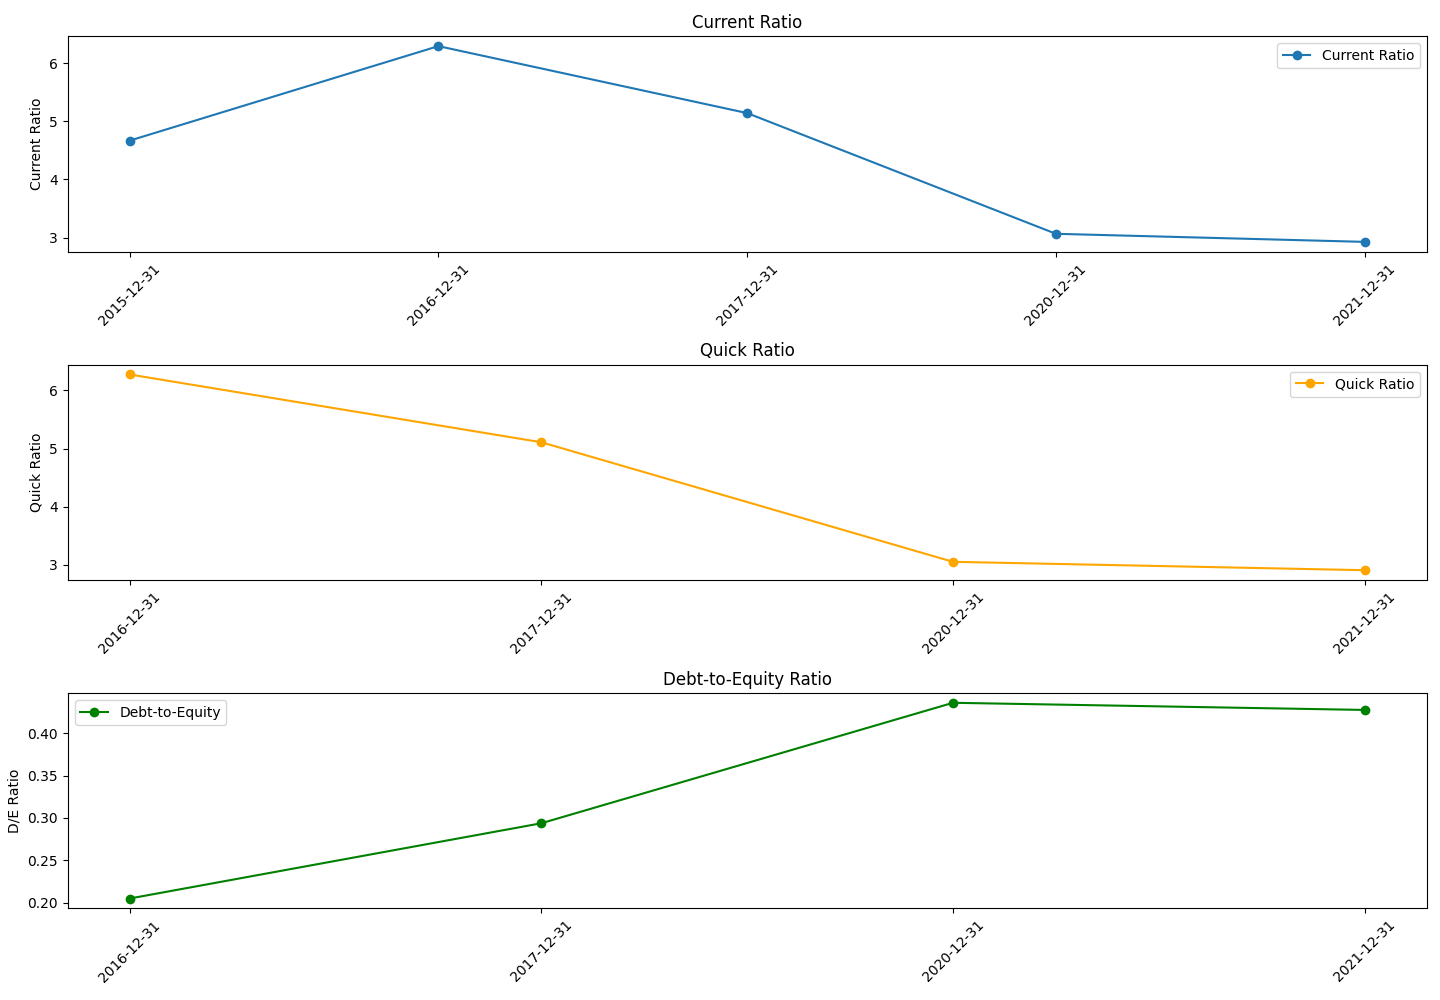 Current Ratio
Current Ratio
Current Ratio
6
5
4
3
2015-12-31
2016-12-31
2017-12-31
2020-12-31
2021-12-31
Quick Ratio
Quick Ratio
Quick Ratio
6
5
4
3
2016-12-31
2017-12-31
2020-12-31
2021-12-31
Debt-to-Equity Ratio
Debt-to-Equity
D/E Ratio
0.40
0.35
0.30
0.25
0.20
2016-12-31
2017-12-31
2020-12-31
2021-12-31